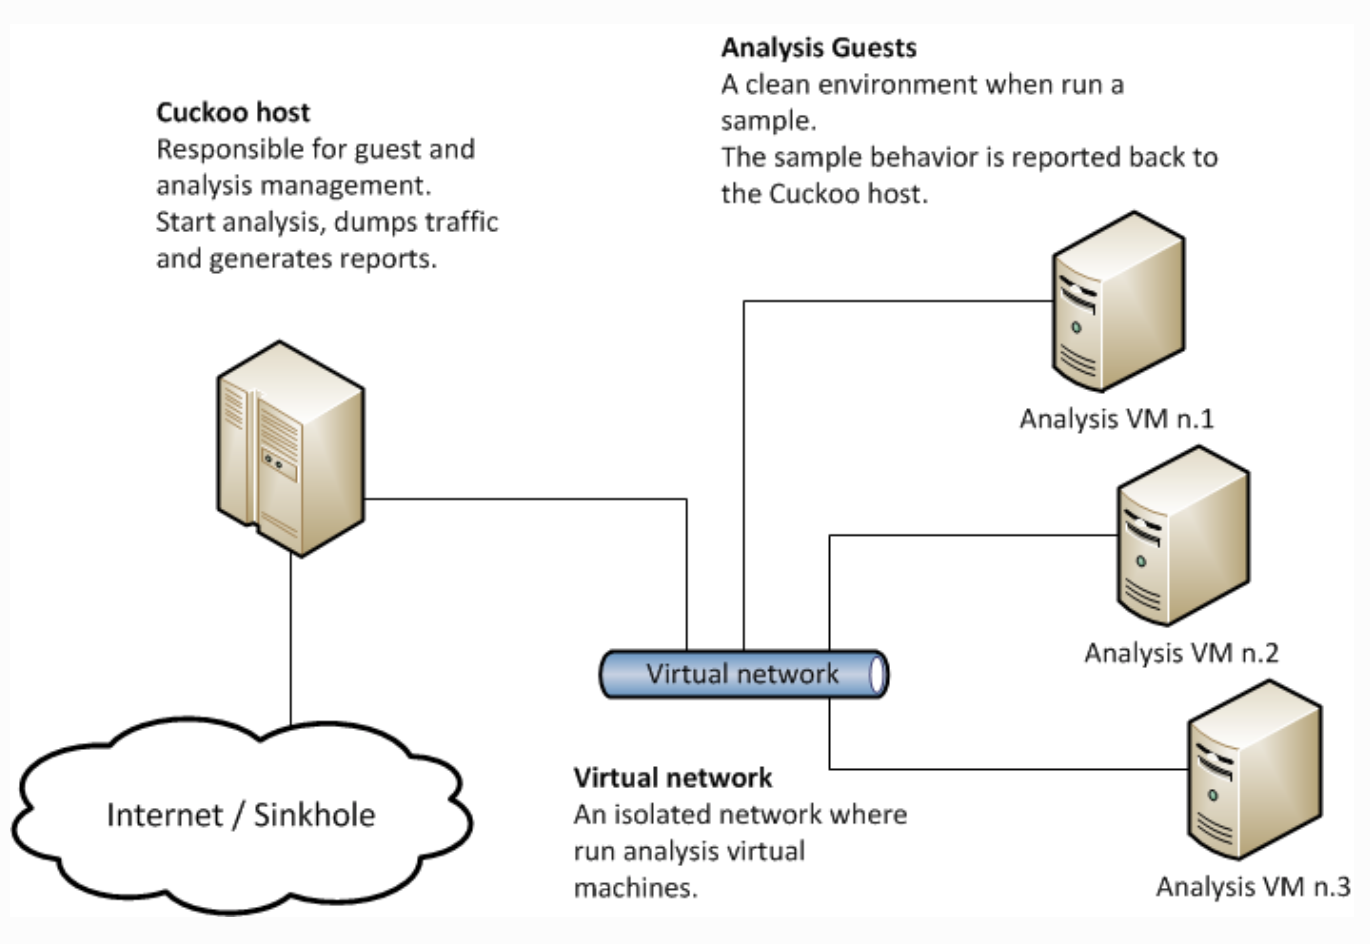 Cuckoo host
Responsible for guest and
analysis management.
Start analysis, dumps traffic
and generates reports.
Analysis Guests
A clean environment when run a
sample.
The sample behavior is reported back to
the Cuckoo host.
Analysis VM n.1
Analysis VM n.2
Virtual network
Analysis VM n.3
Internet / Sinkhole
Virtual network
An isolated network where
run analysis virtual
machines.